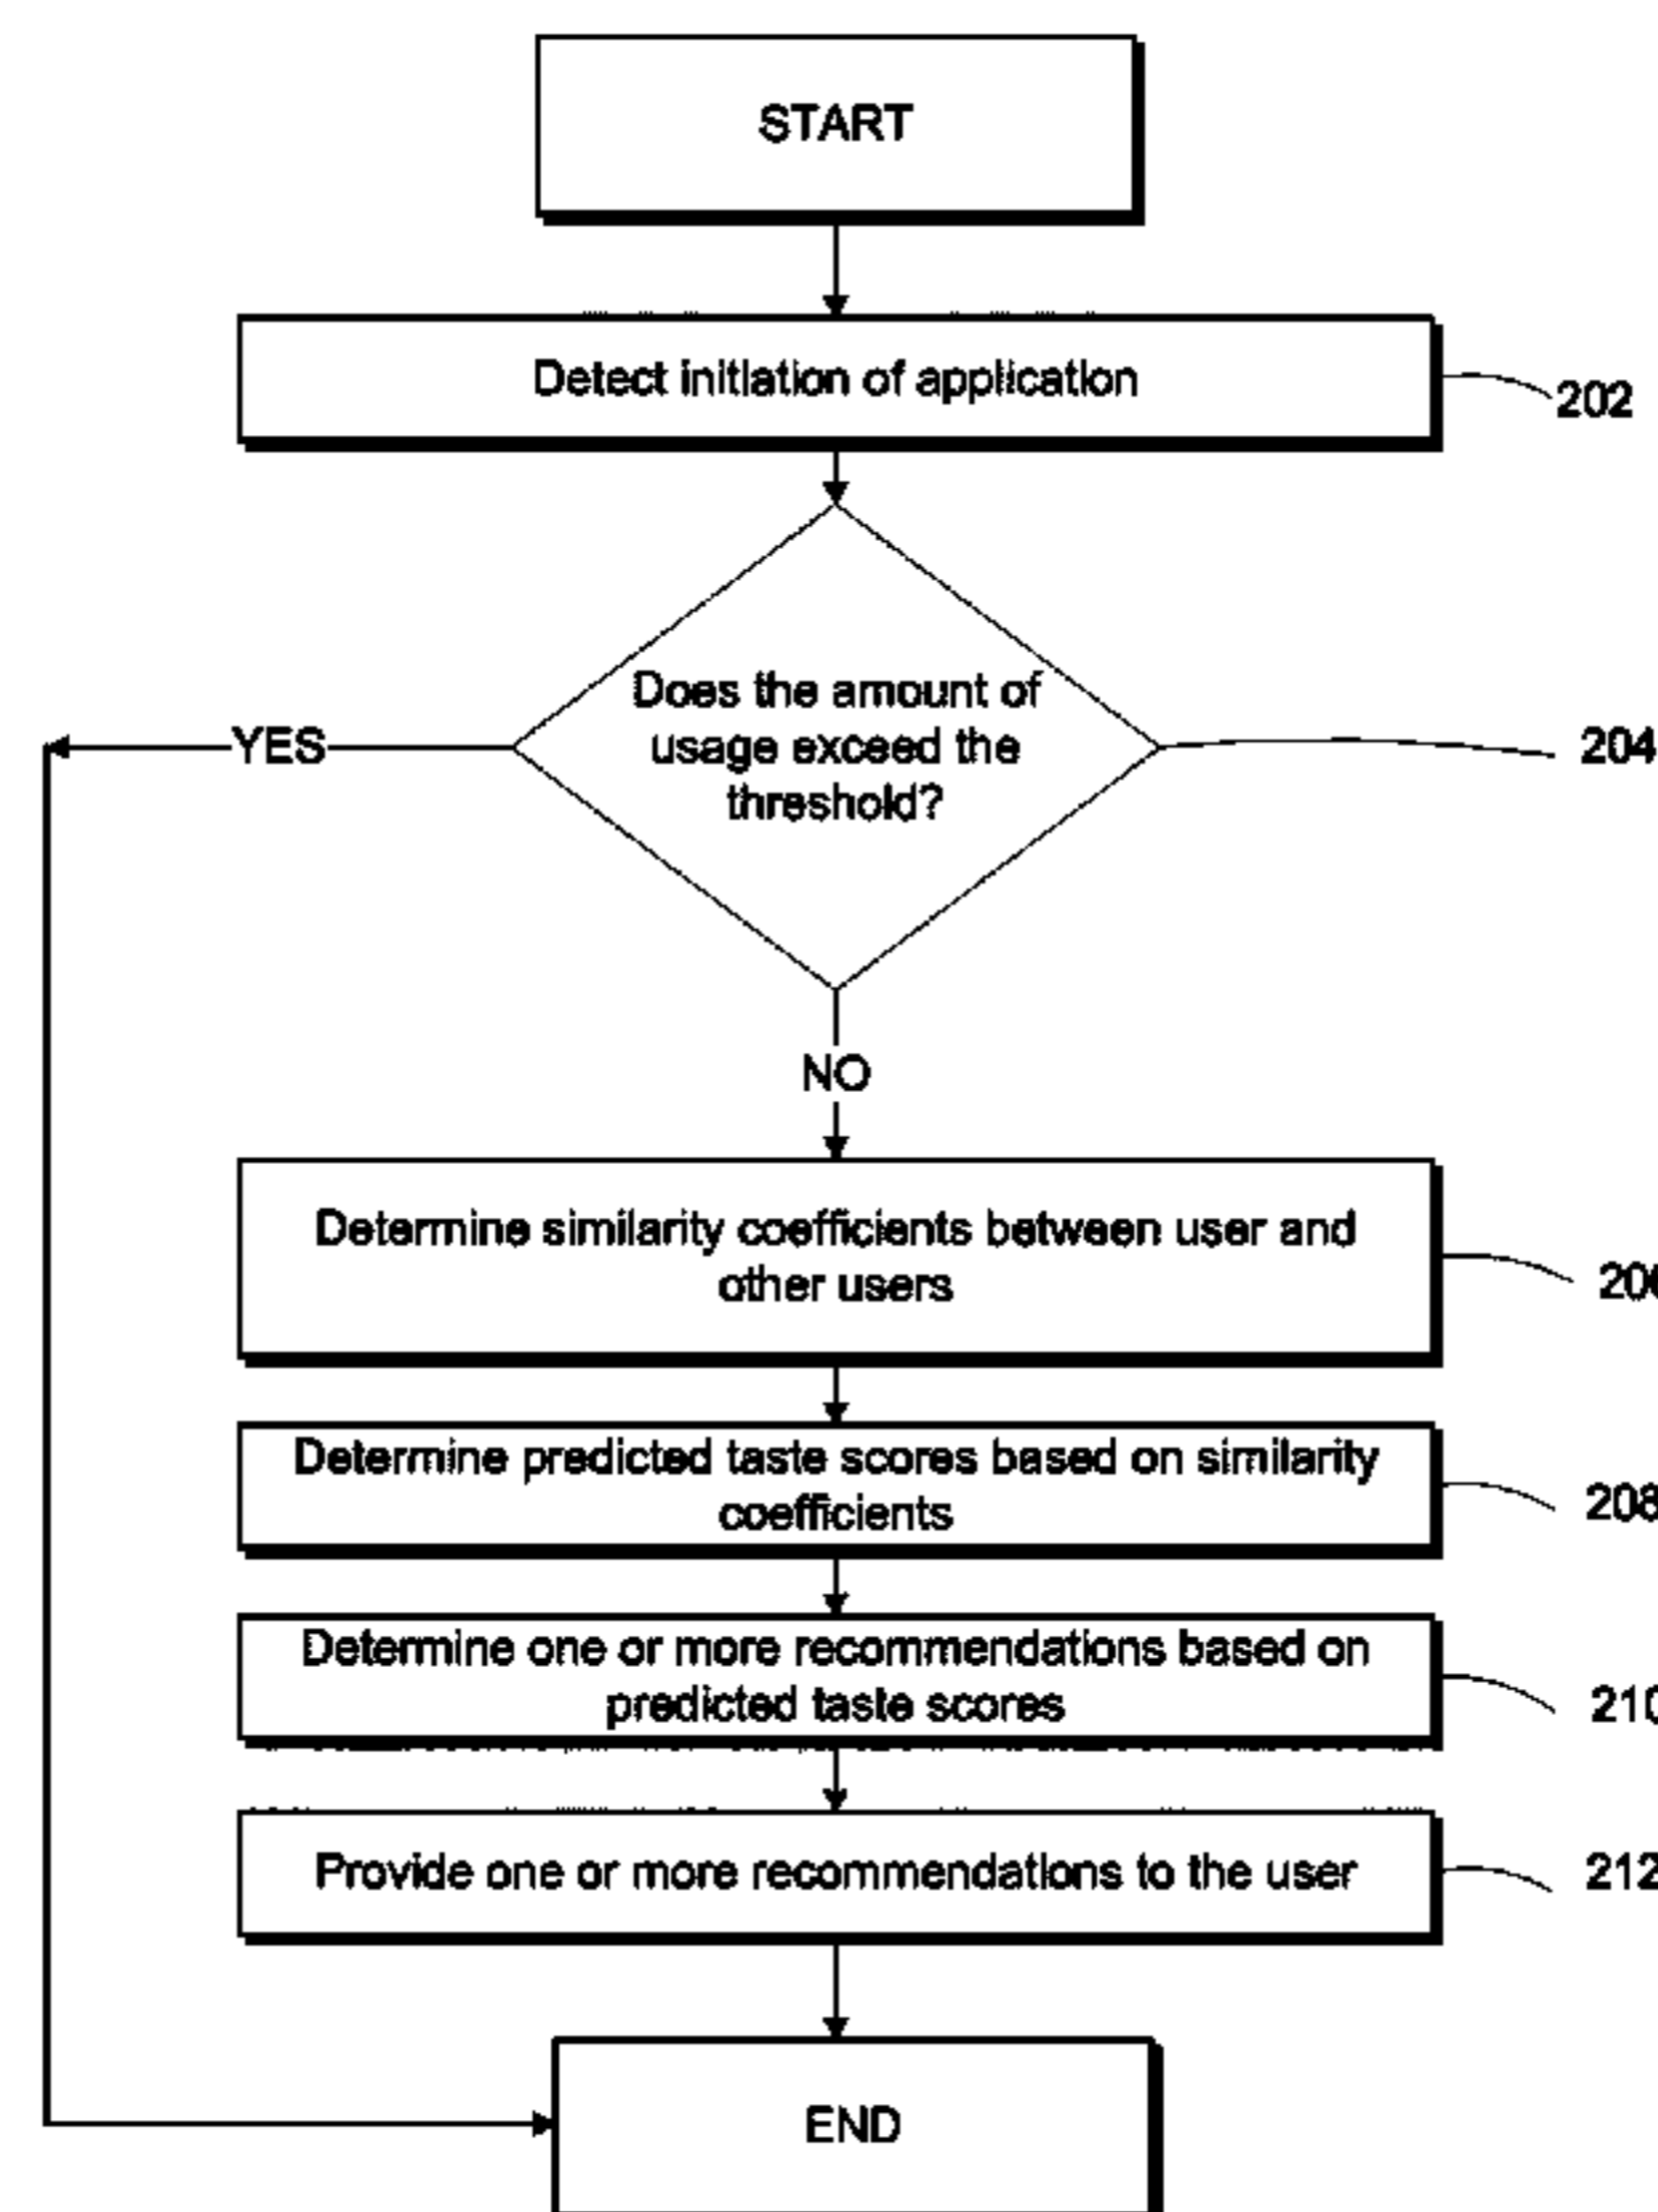 START
Detect initiation of application
202
Does the amount of
usage exceed the
threshold?
204
YES
NO
Determine similarity coefficients between user and
other users
Determine predicted taste scores based on similarity
coefficients
208
Determine one or more recommendations based on
predicted taste scores
210
Provide one or more recommendations to the user
212
END